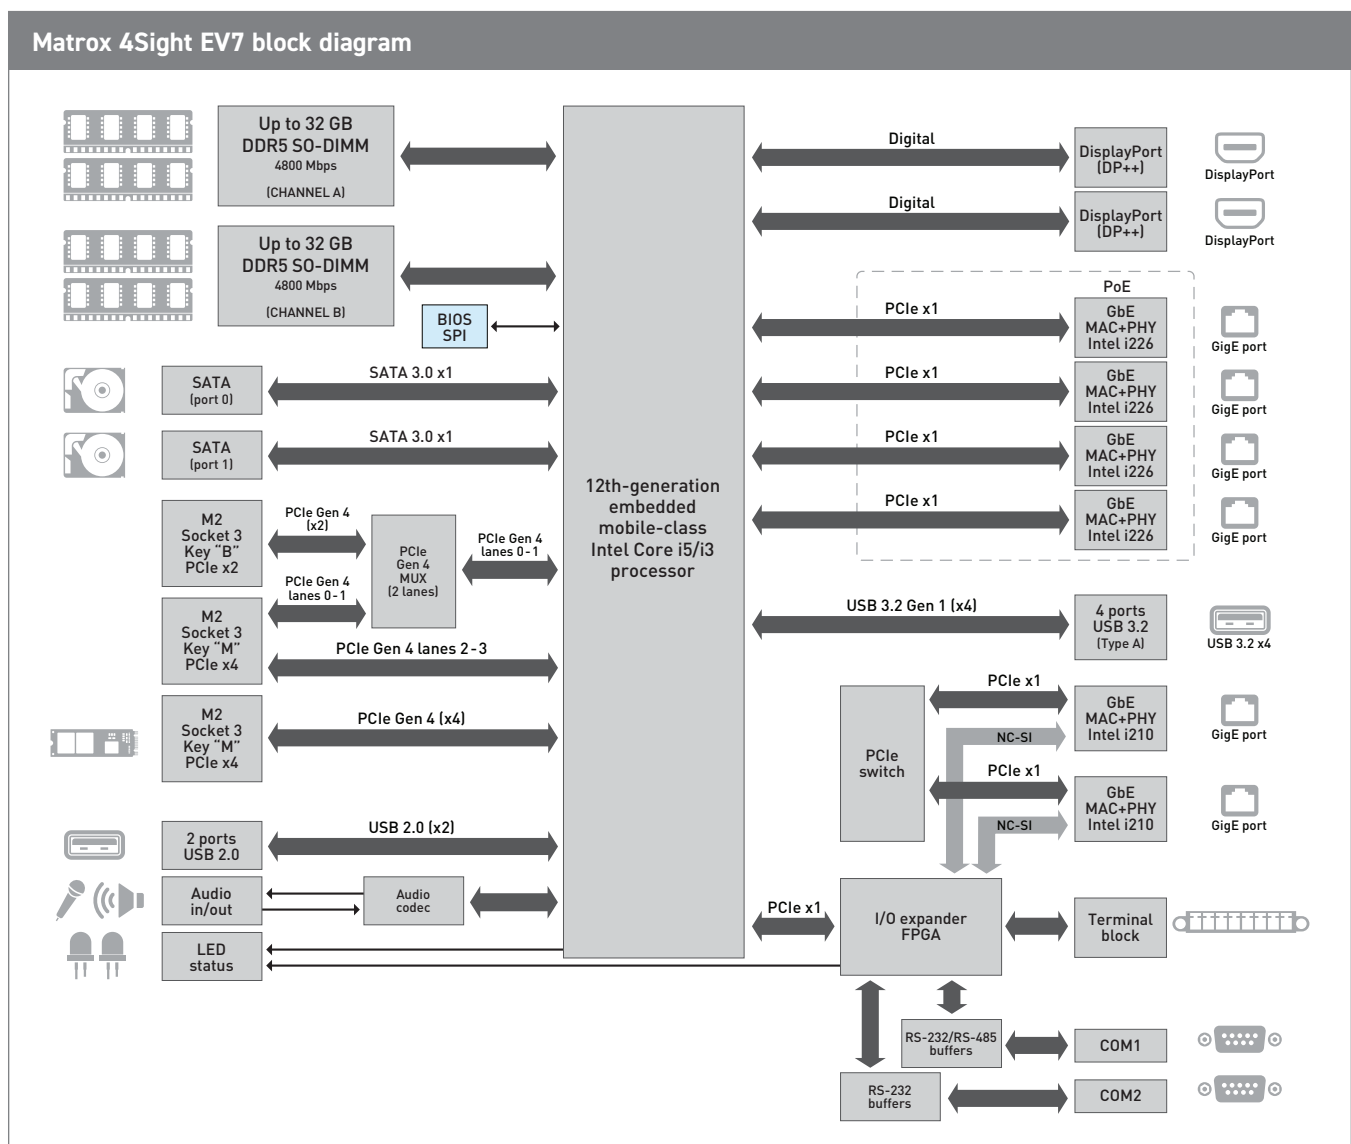 Matrox 4Sight EV7 block diagram
Up to 32 GB
DDR5 SO-DIMM
4800 Mbps
(CHANNEL A)
Up to 32 GB
DDR5 SO-DIMM
4800 Mbps
(CHANNEL B)
BIOS
SPI
SATA
(port 0)
SATA 3.0 x1
SATA
(port 1)
SATA 3.0 x1
M2
Socket 3
Key “B”
PCIe x2
PCIe Gen 4
(x2)
PCIe Gen 4
lanes 0-1
PCIe
Gen 4
MUX
(2 lanes)
PCIe Gen 4
lanes 0-1
M2
Socket 3
Key “M”
PCIe x4
PCIe Gen 4 lanes 2-3
M2
Socket 3
Key “M”
PCIe x4
PCIe Gen 4 (x4)
2 ports
USB 2.0
USB 2.0 (x2)
Audio
in/out
Audio
codec
LED
status
12th-generation
embedded
mobile-class
Intel Core i5/i3
processor
Digital
DisplayPort
(DP++)
DisplayPort
Digital
DisplayPort
(DP++)
DisplayPort
PoE
PCIe x1
GbE
MAC+PHY
Intel i226
GigE port
PCIe x1
GbE
MAC+PHY
Intel i226
GigE port
PCIe x1
GbE
MAC+PHY
Intel i226
GigE port
PCIe x1
GbE
MAC+PHY
Intel i226
GigE port
USB 3.2 Gen 1 (x4)
4 ports
USB 3.2
(Type A)
USB 3.2 x4
PCIe
switch
PCIe x1
NC-SI
GbE
MAC+PHY
Intel i210
GigE port
PCIe x1
NC-SI
GbE
MAC+PHY
Intel i210
GigE port
PCIe x1
I/O expander
FPGA
Terminal
block
RS-232/RS-485
buffers
COM1
RS-232
buffers
COM2